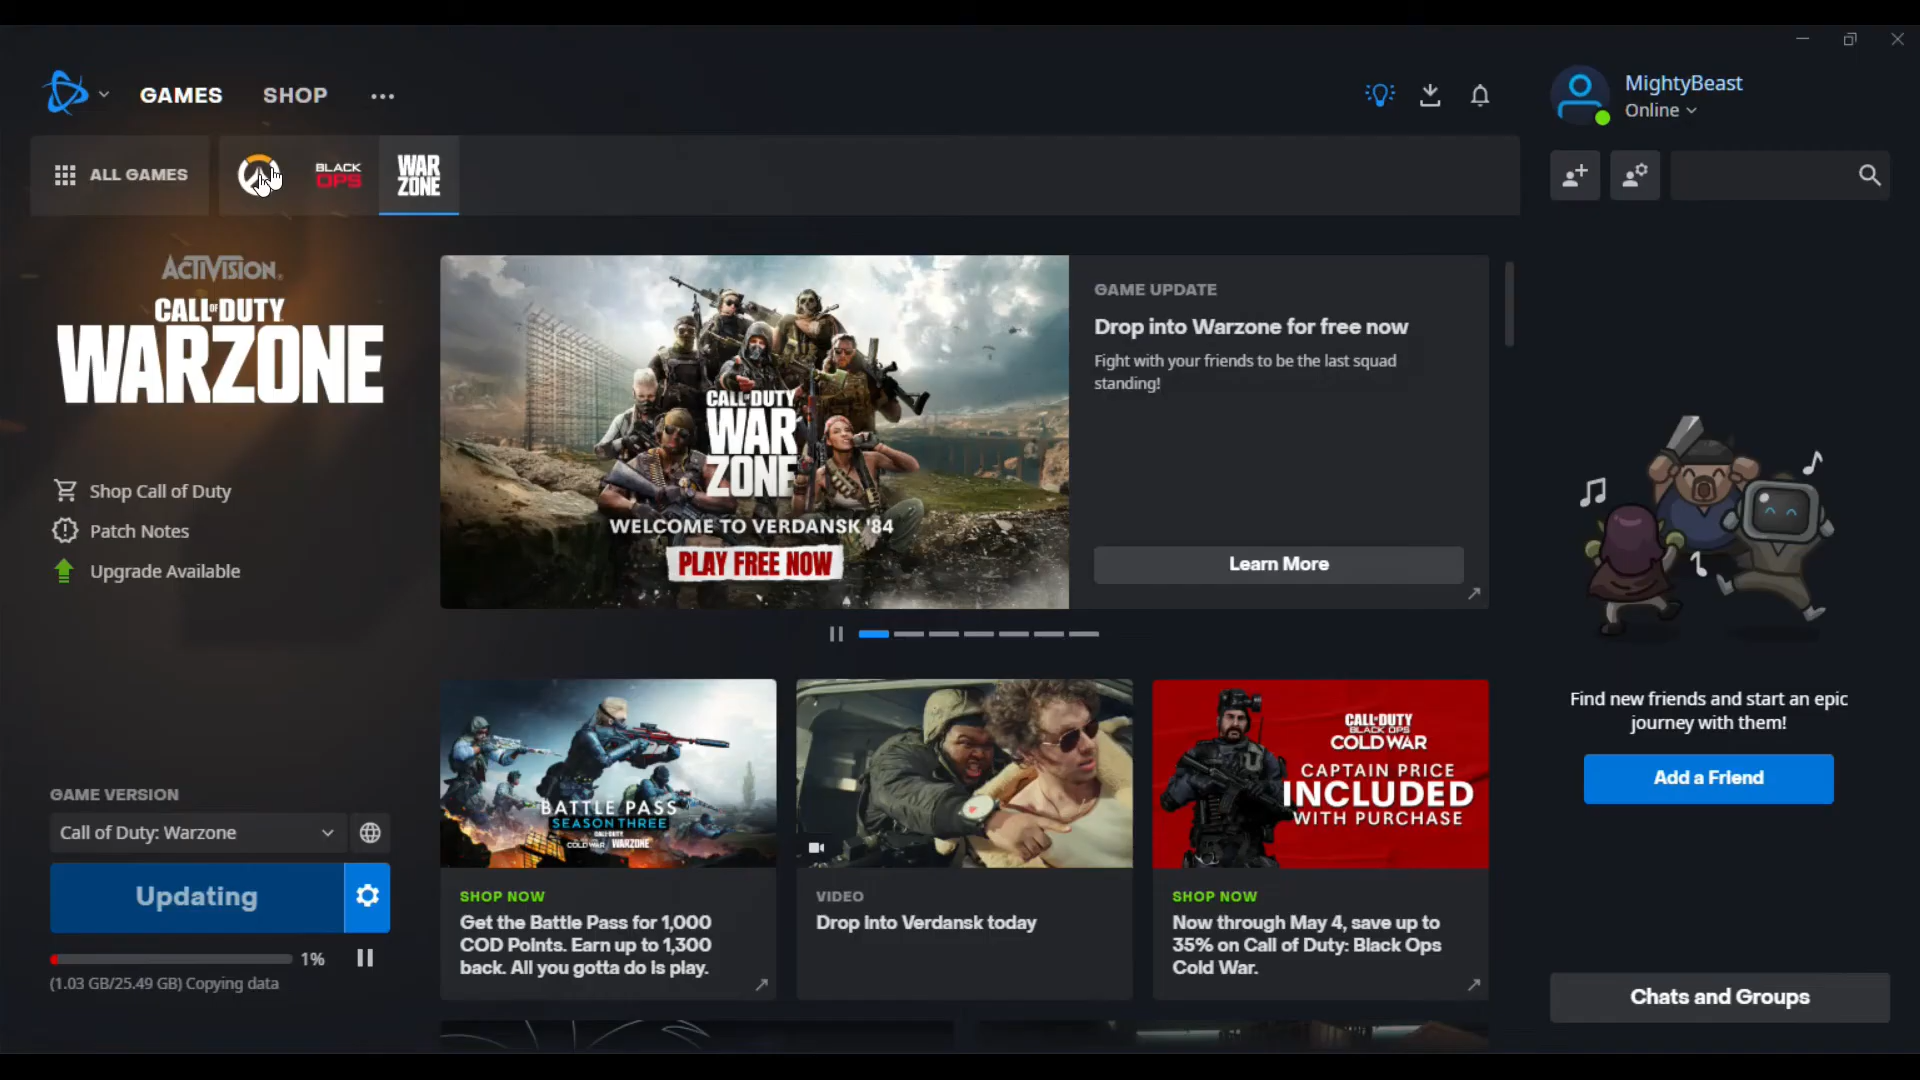 GAMES SHOP
MightyBeast
Online
ALL GAMES
BLACK
OPS
WAR
ZONE
ACTIVISION
CALL OF DUTY
WARZONE
Shop Call of Duty
Patch Notes
Upgrade Available
CALL OF DUTY
WAR
ZONE
WELCOME TO VERDANSK '84
PLAY FREE NOW
GAME UPDATE
Drop into Warzone for free now
Fight with your friends to be the last squad
standing!
Learn More
Find new friends and start an epic
journey with them!
Add a Friend
GAME VERSION
Call of Duty: Warzone
Updating
1%
(1.03 GB/25.49 GB) Copying data
BATTLE PASS
SEASON THREE
CALL OF DUTY
COLD WAR / WARZONE
SHOP NOW
Get the Battle Pass for 1,000
COD Points. Earn up to 1,300
back. All you gotta do is play.
VIDEO
Drop Into Verdansk today
CALL OF DUTY
BLACK OPS
COLD WAR
CAPTAIN PRICE
INCLUDED
WITH PURCHASE
SHOP NOW
Now through May 4, save up to
35% on Call of Duty: Black Ops
Cold War.
Chats and Groups